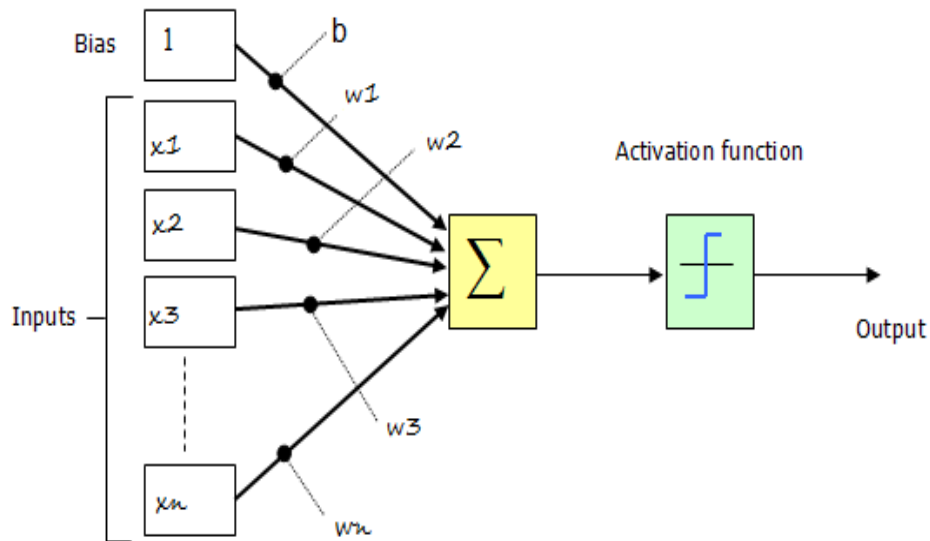 Bias
1
b
w1
x1
w2
Activation function
x2
∑
Inputs
x3
Output
w3
xn
wn